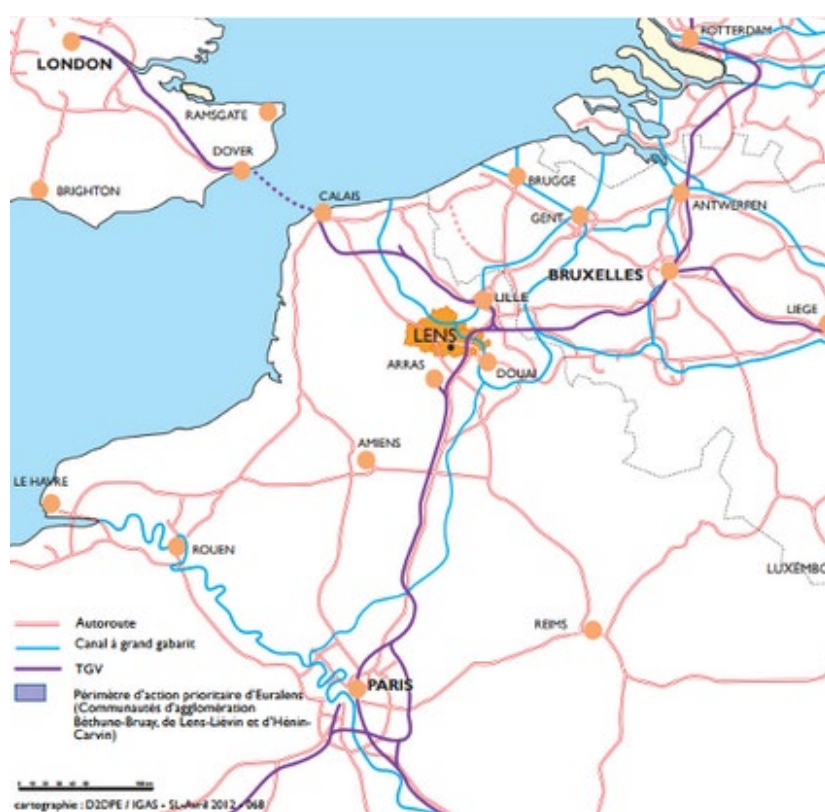 ROTTERDAM
LONDON
RAMSGATE
DOVER
BRIGHTON
CALAIS
BRUGGE
GENT
ANTWERPEN
BRUXELLES
LILLE
LIEGE
LENS
ARRAS
DOUAI
AMIENS
LE HAVRE
ROUEN
LUXEMBO
REIMS
PARIS
Autoroute
Canal à grand gabarit
TGV
Périmètre d'action prioritaire d'Euralens
(Communautés d'agglomération
Béthune-Bruay, de Lens-Liévin et d'Hénin-
Carvin)
cartographie : D2DPE / IGAS - SL-Avril 2012 - 068